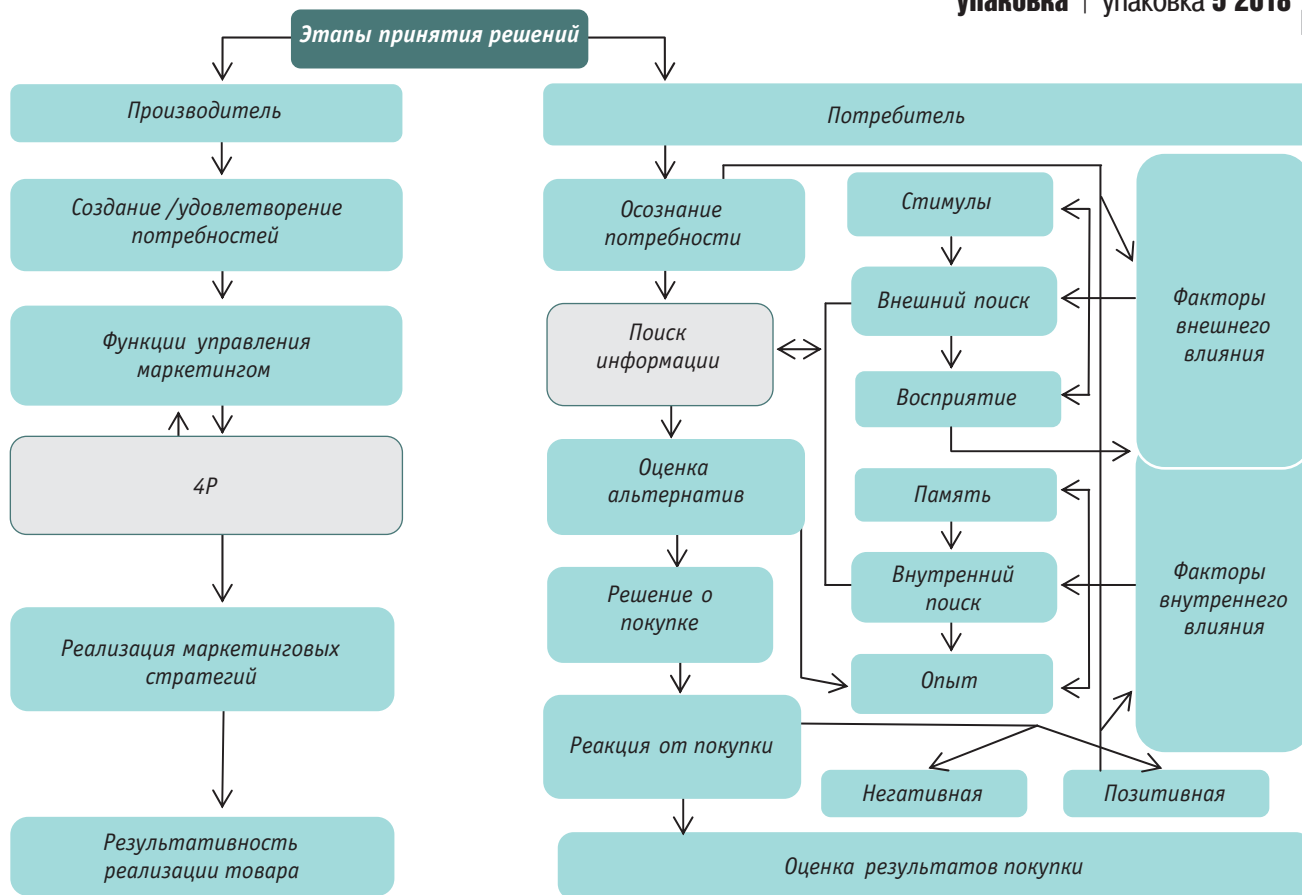 упаковка | упаковка 5 2018
Этапы принятия решений
Производитель
Создание /удовлетворение
потребностей
Функции управления
маркетингом
4P
Реализация маркетинговых
стратегий
Результативность
реализации товара
Потребитель
Осознание
потребности
Поиск
информации
Оценка
альтернатив
Решение о
покупке
Реакция от покупки
Стимулы
Внешний поиск
Восприятие
Память
Внутренний
поиск
Опыт
Факторы
внешнего
влияния
Факторы
внутреннего
влияния
Негативная
Позитивная
Оценка результатов покупки